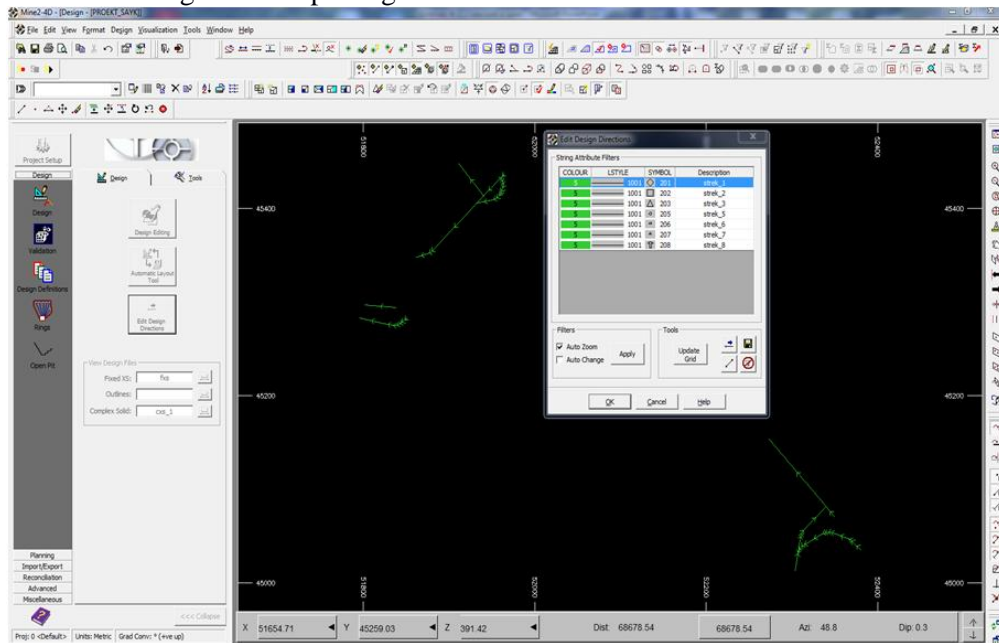 Mine2-4D - [Design - [PROEKT_SAYK]]
File Edit View Format Design Visualization Tools Window Help
Project Setup
Design
Design
Validation
Design Definitions
Rings
Open Pit
Planning
Import/Export
Reconciliation
Advanced
Miscellaneous
Design
Tools
Design Editing
Automatic Layout
Tool
Edit Design
Directions
View Design Files
Fixed XS: fxs
Outlines:
Complex Solid: cxs_1
<<< Collapse
51800
52000
52200
52400
45400
45400
45200
45200
45000
45000
51800
52000
52200
52400
Edit Design Directions
String Attribute Filters
COLOUR LSTYLE SYMBOL Description
5 1001 201 strek_1
5 1001 202 strek_2
5 1001 203 strek_3
5 1001 205 strek_5
5 1001 206 strek_6
5 1001 207 strek_7
5 1001 208 strek_8
Filters
Auto Zoom
Auto Change
Apply
Tools
Update
Grid
OK Cancel Help
X 51654.71 Y 45259.03 Z 391.42 Dist: 68678.54 68678.54 Azi: 48.8 Dip: 0.3
Proj: 0 <Default> Units: Metric Grad Conv: * (+ve up)